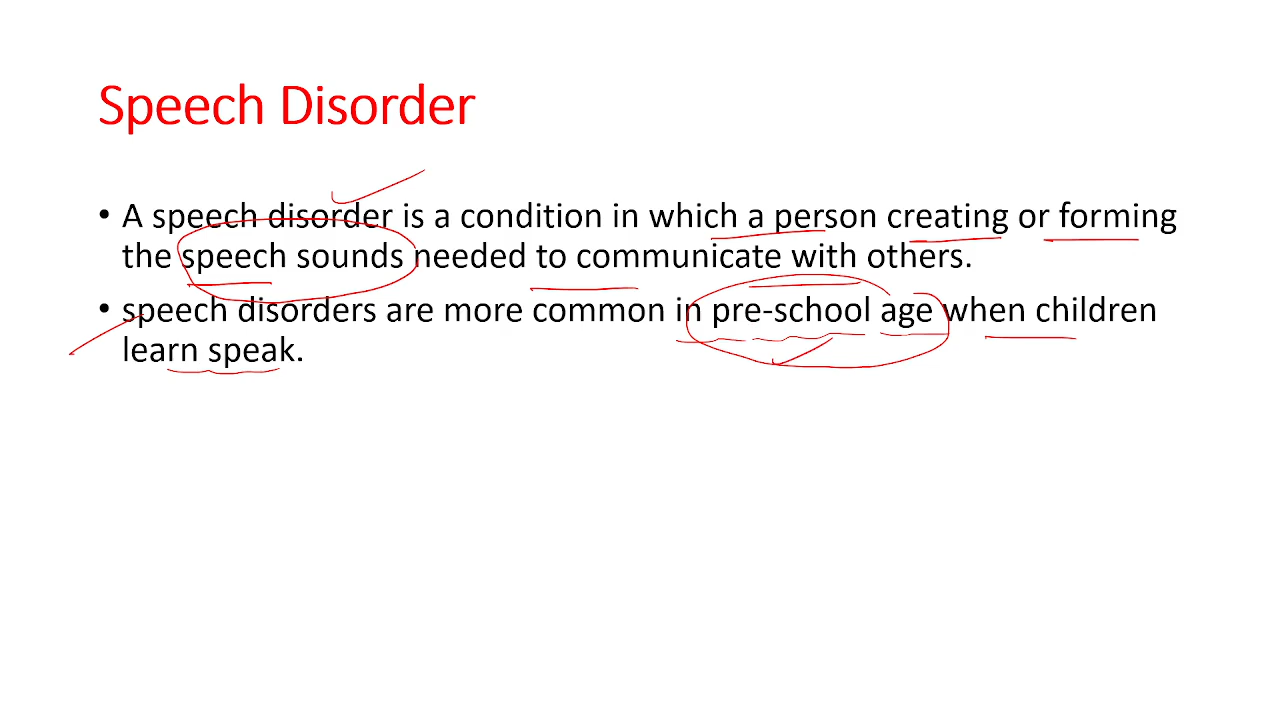 Speech Disorder
• A speech disorder is a condition in which a person creating or forming
the speech sounds needed to communicate with others.
• speech disorders are more common in pre-school age when children
learn speak.